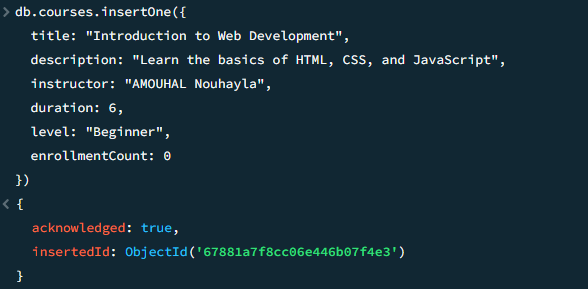 > db.courses.insertOne({
title: "Introduction to Web Development",
description: "Learn the basics of HTML, CSS, and JavaScript",
instructor: "AMOUHAL Nouhayla",
duration: 6,
level: "Beginner",
enrollmentCount: 0
})
< {
acknowledged: true,
insertedId: ObjectId('67881a7f8cc06e446b07f4e3')
}